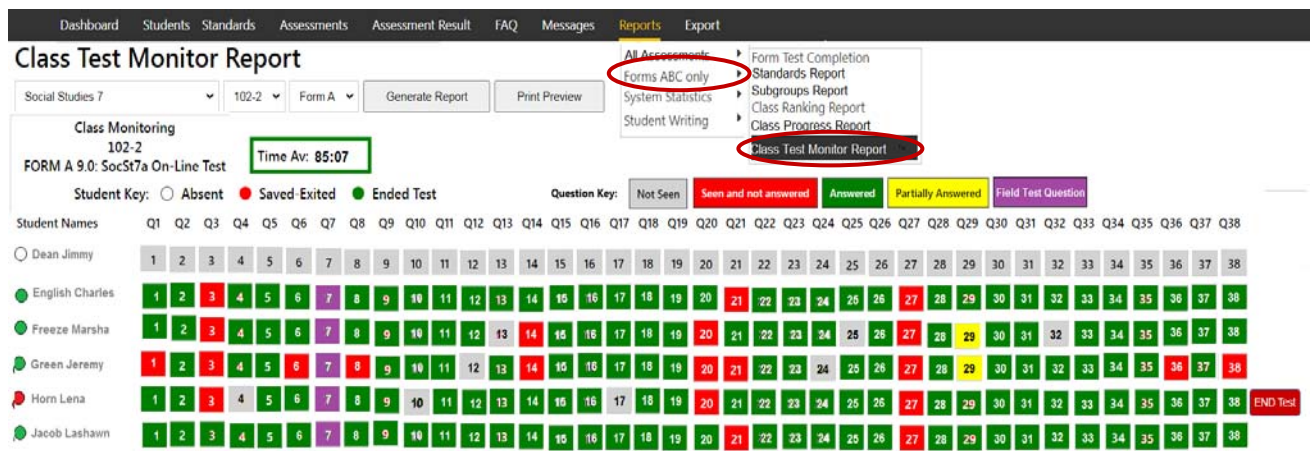 Dashboard Students Standards Assessments Assessment Result FAQ Messages Reports Export
Class Test Monitor Report
All Assessments
Forms ABC only
System Statistics
Student Writing
Form Test Completion
Standards Report
Subgroups Report
Class Ranking Report
Class Progress Report
Class Test Monitor Report
Social Studies 7 102-2 Form A Generate Report Print Preview
Class Monitoring
102-2
FORM A 9.0: SocSt7a On-Line Test
Time Av: 85:07
Student Key: Absent Saved-Exited Ended Test
Question Key: Not Seen Seen and not answered Answered Partially Answered Field Test Question
Student Names Q1 Q2 Q3 Q4 Q5 Q6 Q7 Q8 Q9 Q10 Q11 Q12 Q13 Q14 Q15 Q16 Q17 Q18 Q19 Q20 Q21 Q22 Q23 Q24 Q25 Q26 Q27 Q28 Q29 Q30 Q31 Q32 Q33 Q34 Q35 Q36 Q37 Q38
Dean Jimmy 1 2 3 4 5 6 7 8 9 10 11 12 13 14 15 16 17 18 19 20 21 22 23 24 25 26 27 28 29 30 31 32 33 34 35 36 37 38
English Charles 1 2 3 4 5 6 7 8 9 10 11 12 13 14 15 16 17 18 19 20 21 22 23 24 25 26 27 28 29 30 31 32 33 34 35 36 37 38
Freeze Marsha 1 2 3 4 5 6 7 8 9 10 11 12 13 14 15 16 17 18 19 20 21 22 23 24 25 26 27 28 29 30 31 32 33 34 35 36 37 38
Green Jeremy 1 2 3 4 5 6 7 8 9 10 11 12 13 14 15 16 17 18 19 20 21 22 23 24 25 26 27 28 29 30 31 32 33 34 35 36 37 38
Horn Lena 1 2 3 4 5 6 7 8 9 10 11 12 13 14 15 16 17 18 19 20 21 22 23 24 25 26 27 28 29 30 31 32 33 34 35 36 37 38 END Test
Jacob Lashawn 1 2 3 4 5 6 7 8 9 10 11 12 13 14 15 16 17 18 19 20 21 22 23 24 25 26 27 28 29 30 31 32 33 34 35 36 37 38